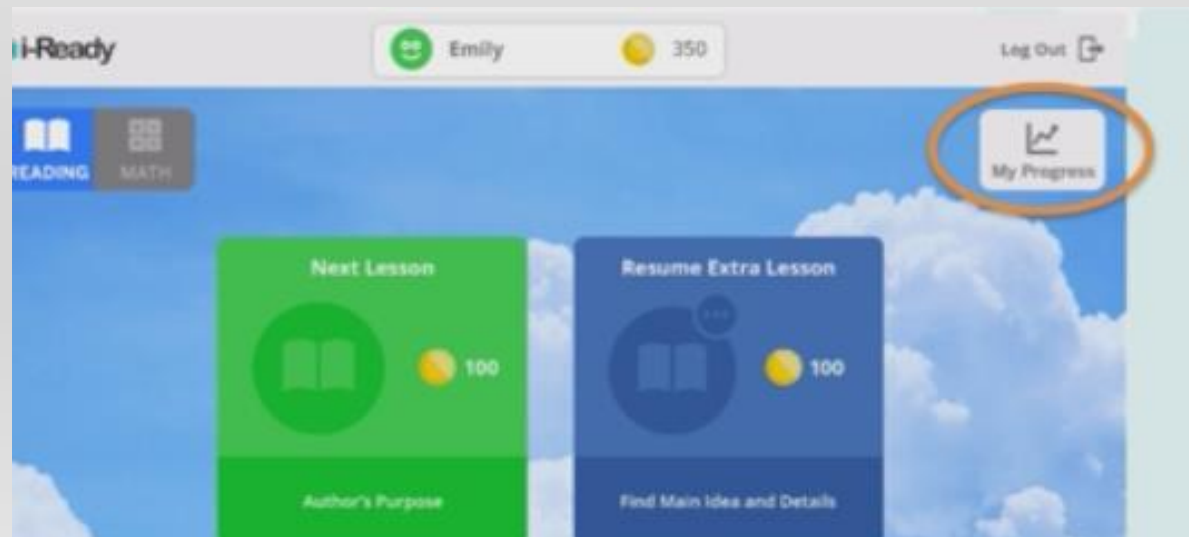 i-Ready
Emily 350
Log Out
READING MATH
My Progress
Next Lesson
Resume Extra Lesson
100
100
Author's Purpose
Find Main Idea and Details